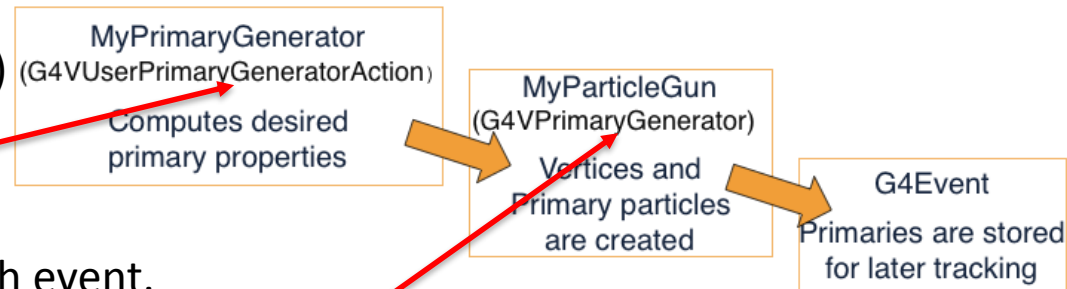 MyPrimaryGenerator
(G4VUserPrimaryGeneratorAction)
Computes desired
primary properties
MyParticleGun
(G4VPrimaryGenerator)
Vertices and
Primary particles
are created
G4Event
Primaries are stored
for later tracking
)
h event.